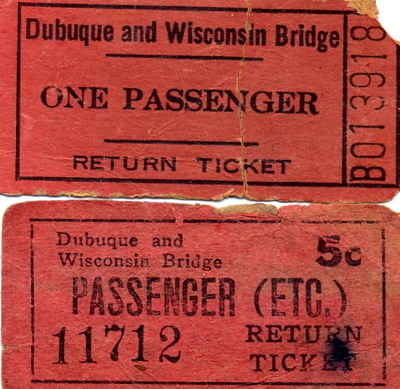 Dubuque and Wisconsin Bridge
ONE PASSENGER
RETURN TICKET
B013918
Dubuque and
Wisconsin Bridge
5c
PASSENGER (ETC.)
11712
RETURN
TICKET